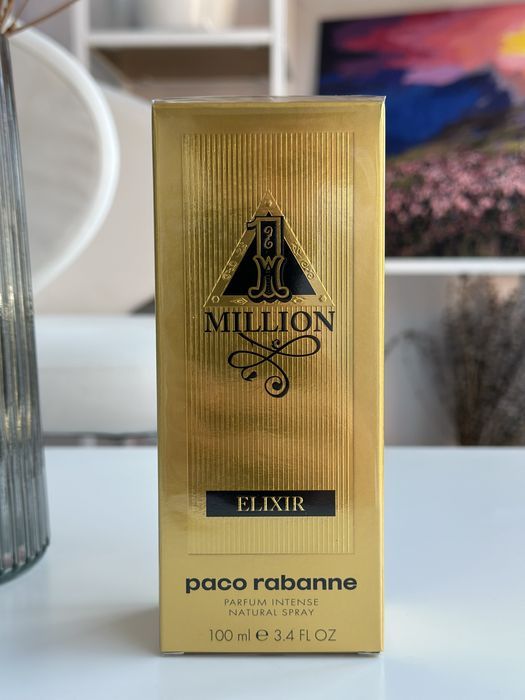 1
MILLION
ELIXIR
paco rabanne
PARFUM INTENSE
NATURAL SPRAY
100 ml e 3.4 FL OZ